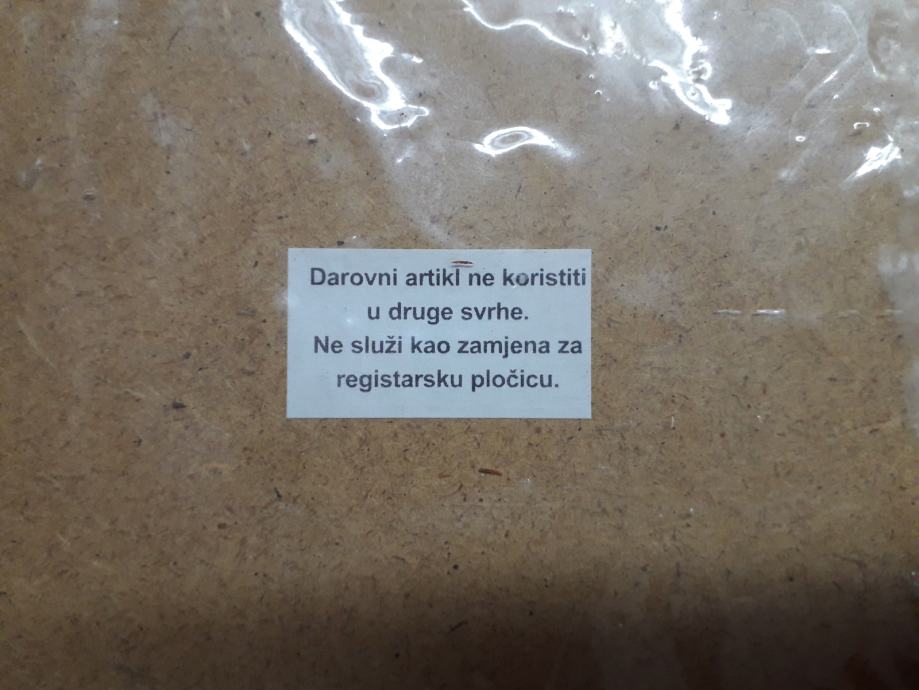 Darovni artikl ne koristiti
u druge svrhe.
Ne služi kao zamjena za
registarsku pločicu.